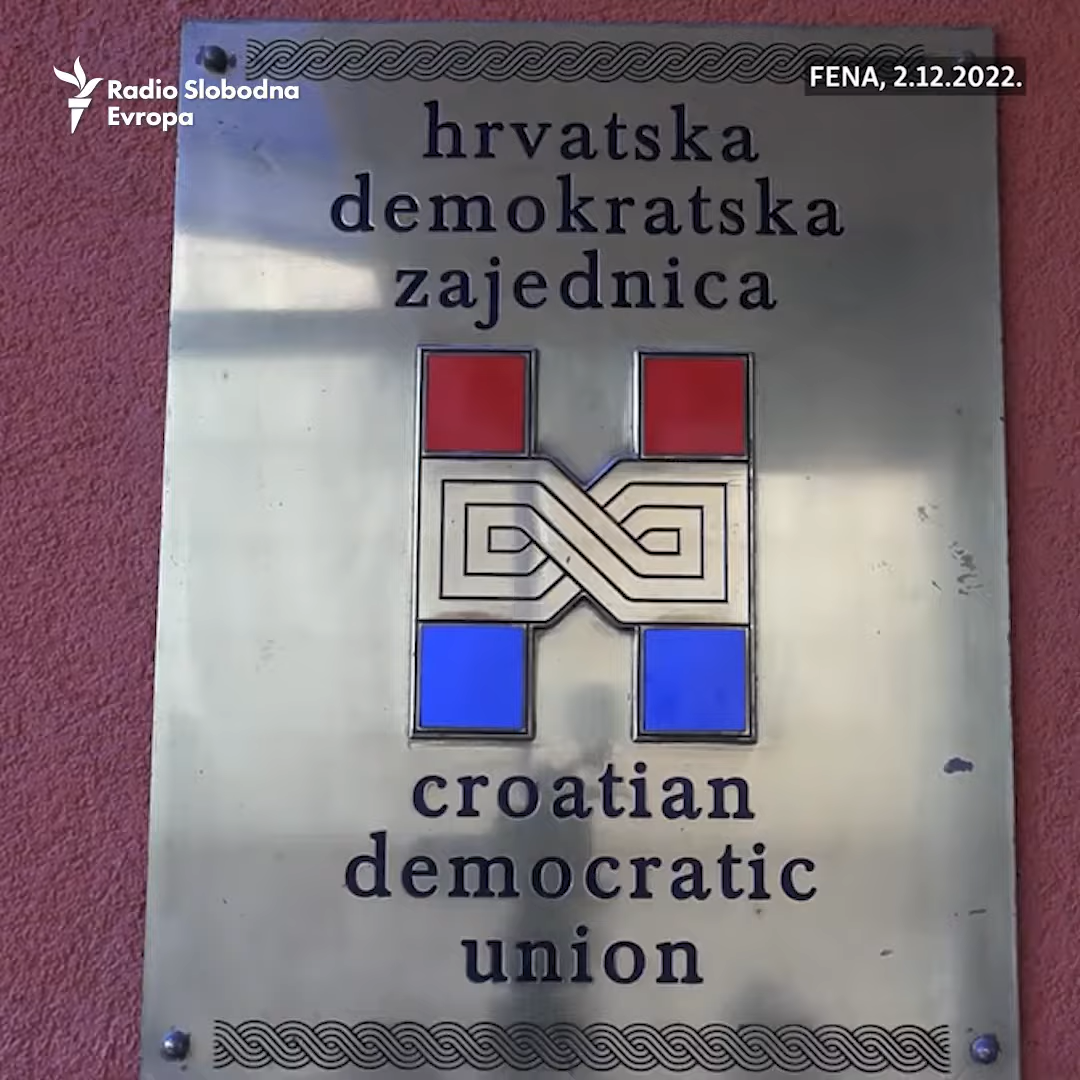 Radio Slobodna
Evropa
FENA, 2.12.2022.
hrvatska
demokratska
zajednica
croatian
democratic
union